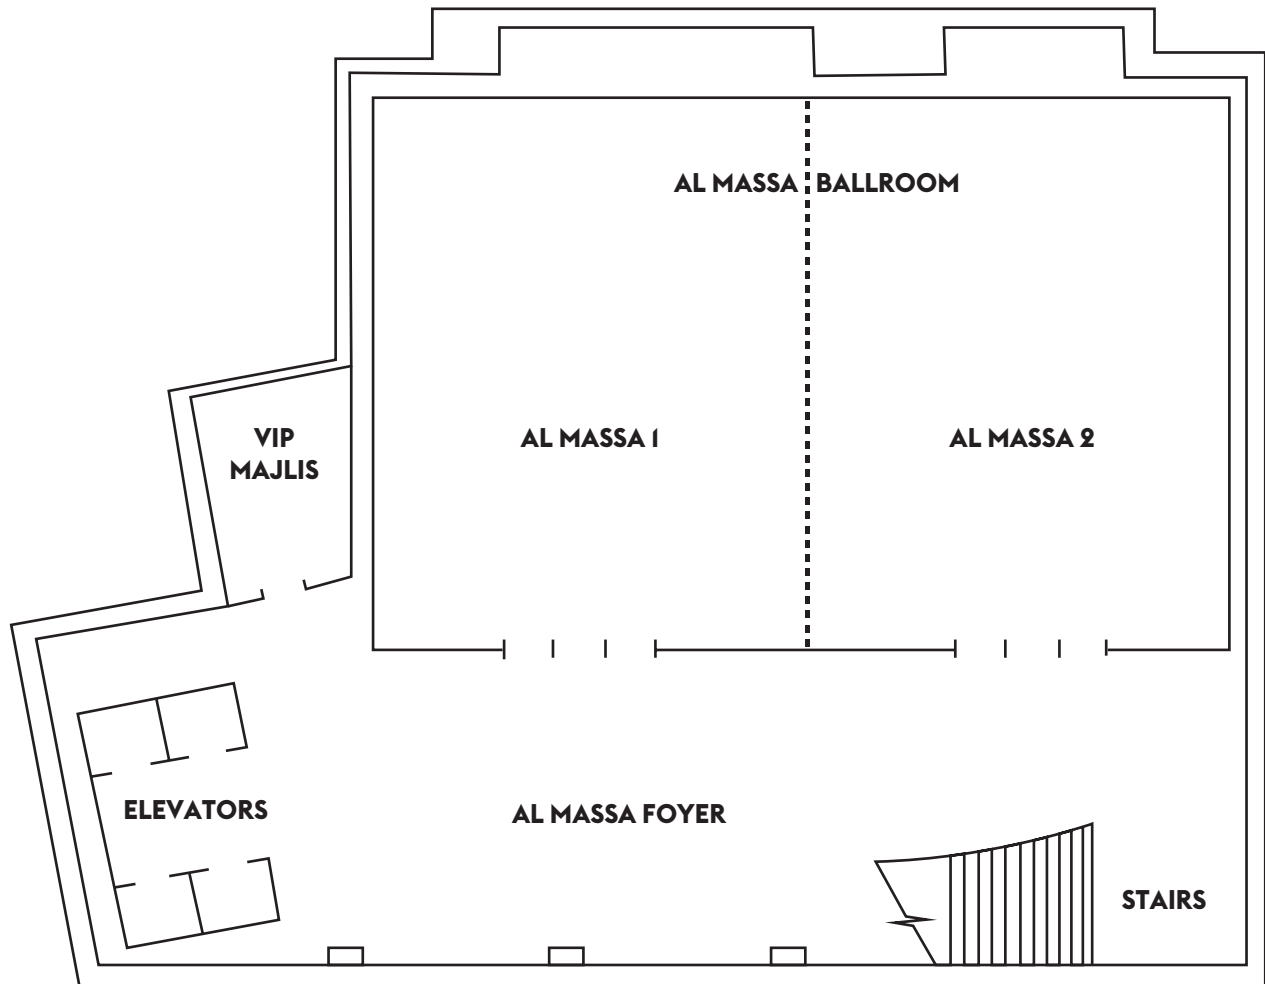 AL MASSA BALLROOM
VIP
MAJLIS
AL MASSA 1
AL MASSA 2
ELEVATORS
AL MASSA FOYER
STAIRS